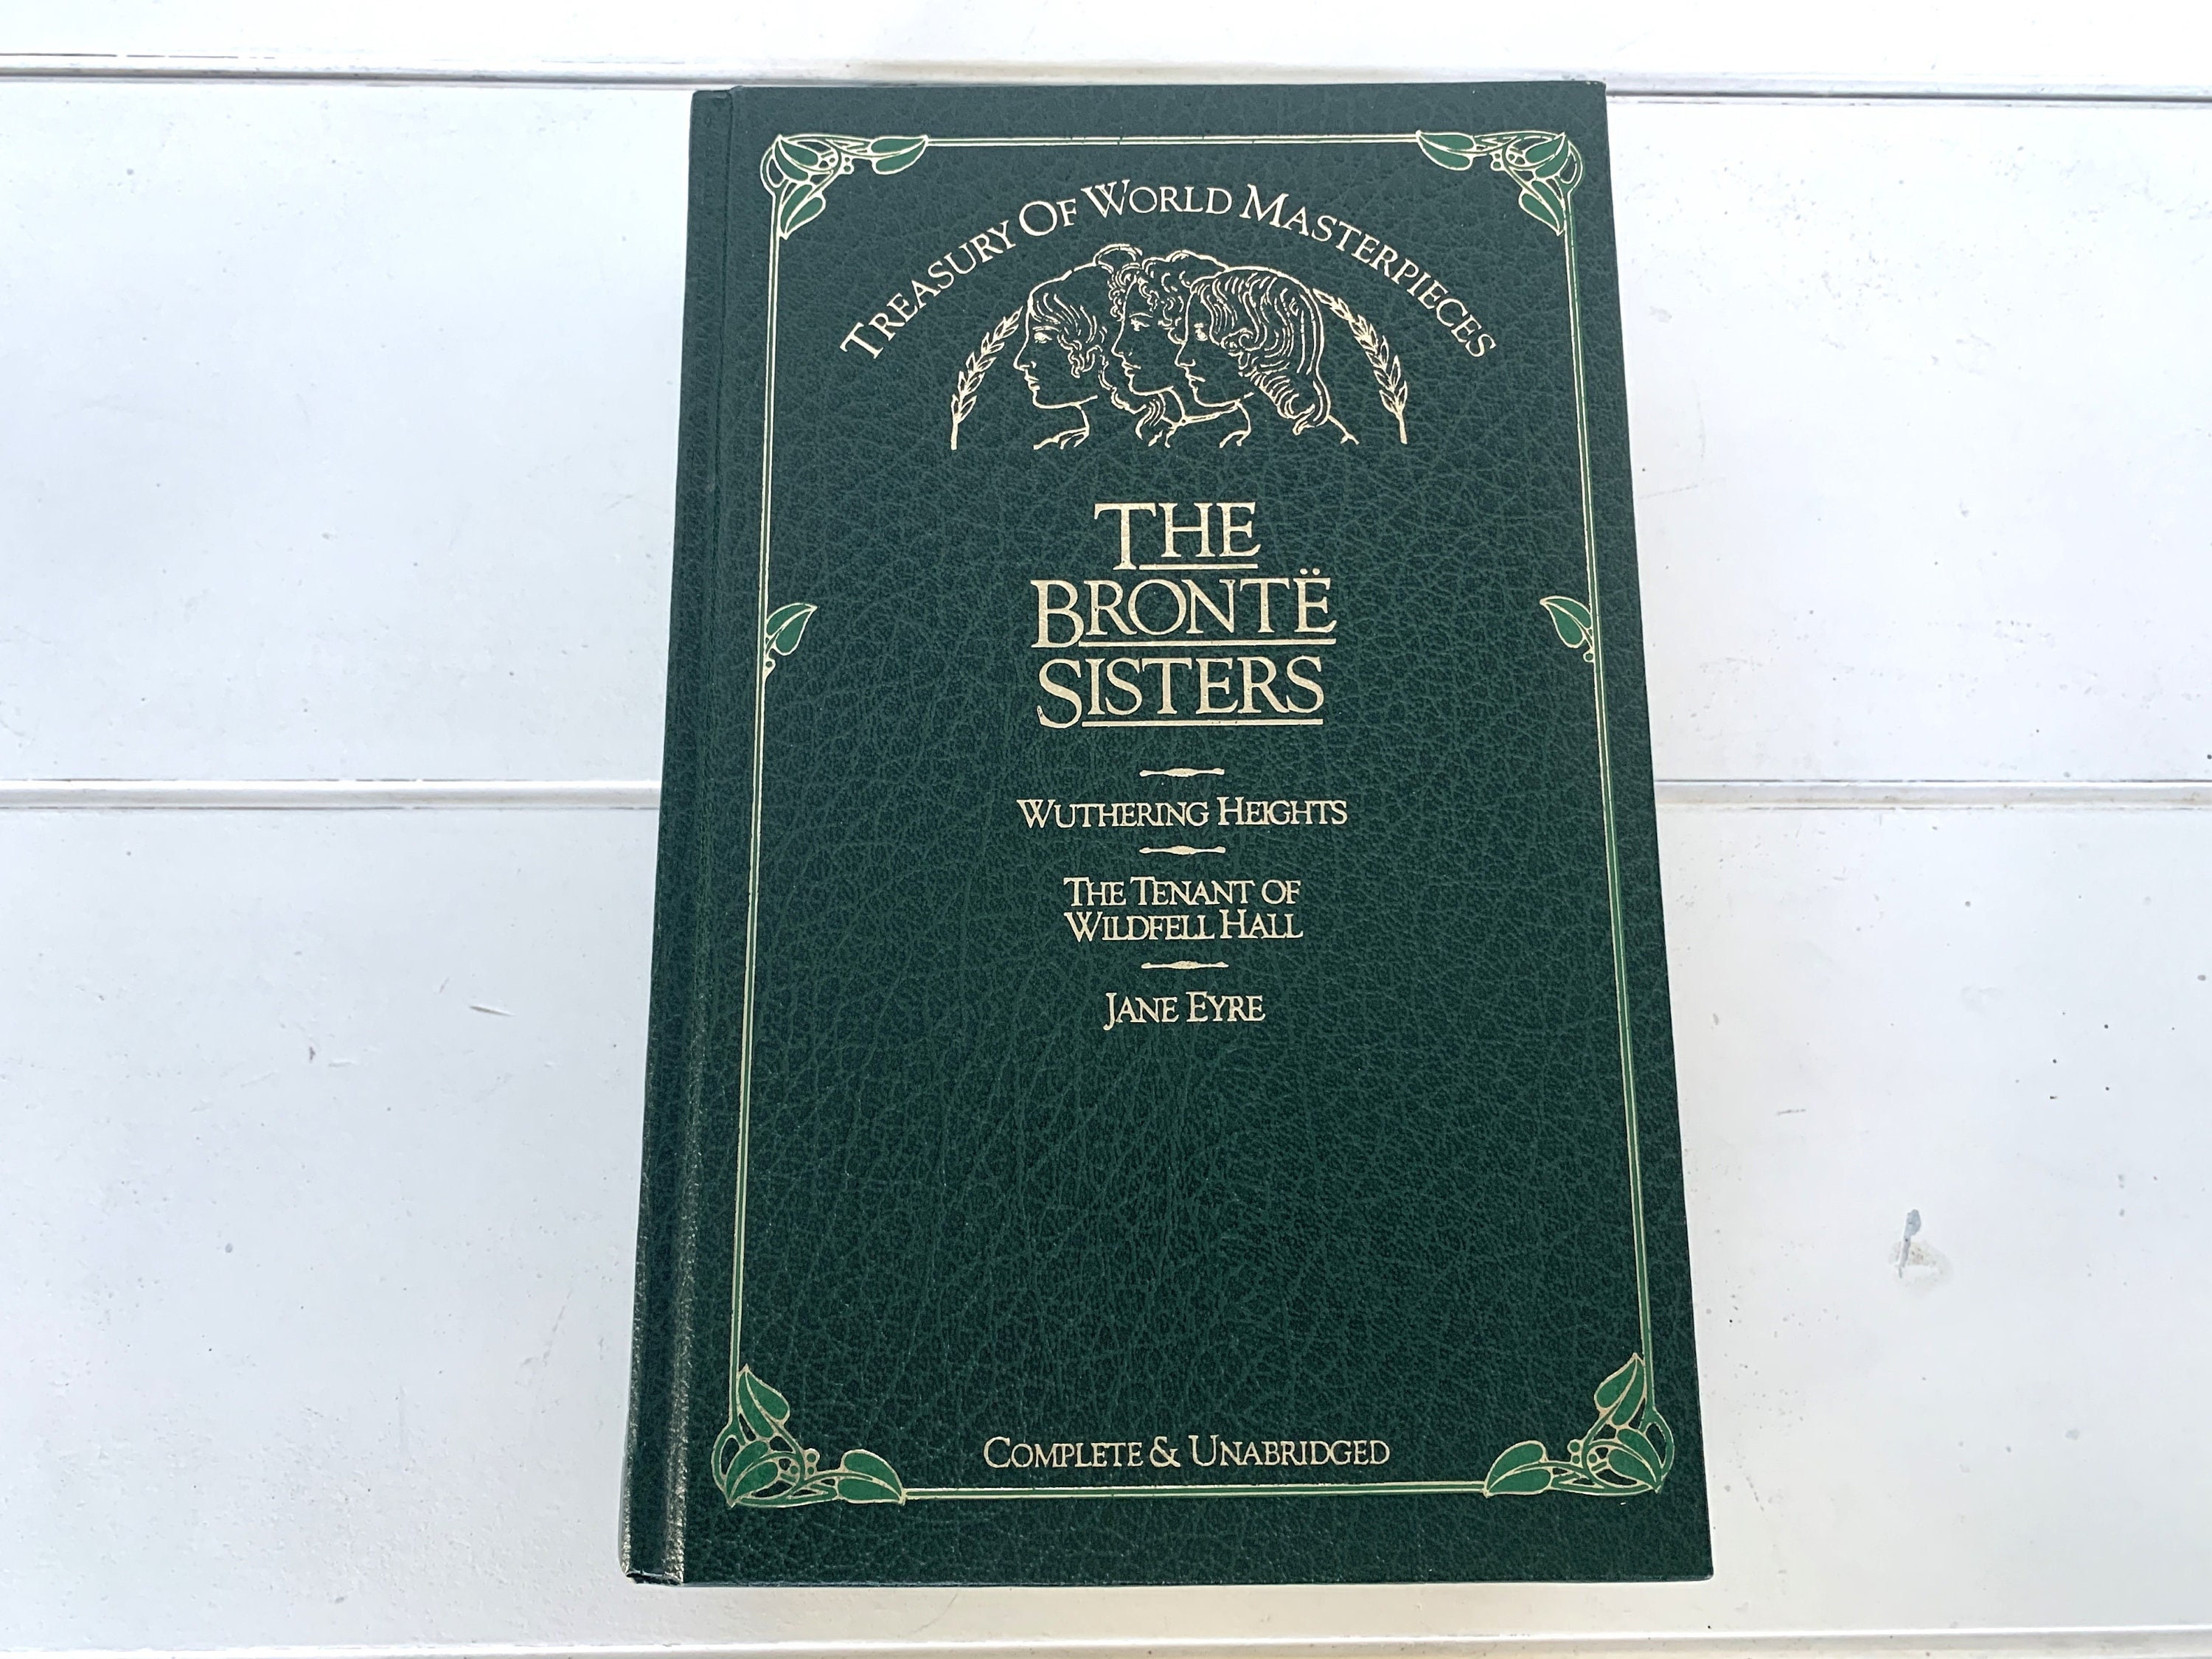 TREASURY OF WORLD MASTERPIECES
THE
BRONTË
SISTERS
WUTHERING HEIGHTS
THE TENANT OF
WILDFELL HALL
JANE EYRE
COMPLETE & UNABRIDGED